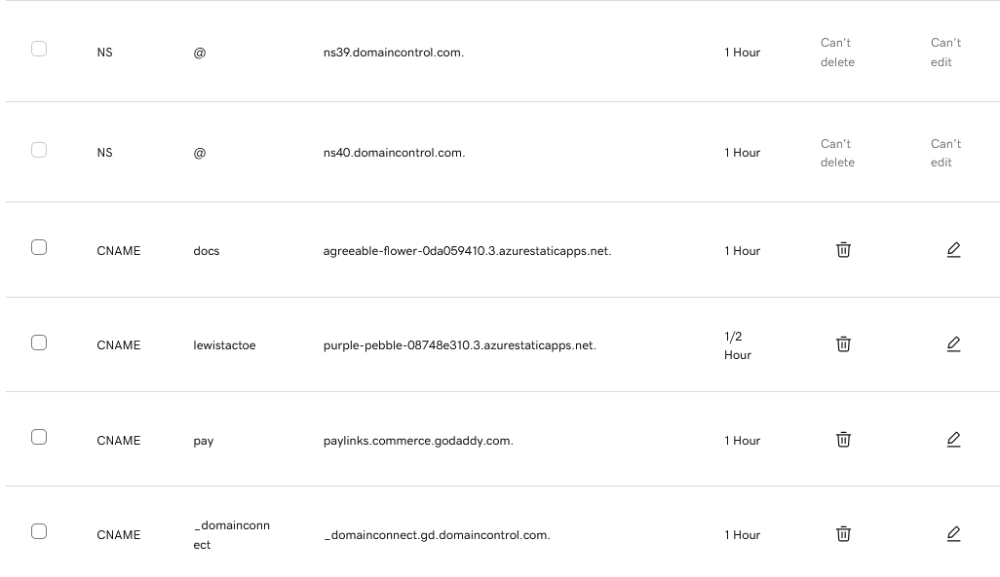 NS @ ns39.domaincontrol.com. 1 Hour Can't delete Can't edit
NS @ ns40.domaincontrol.com. 1 Hour Can't delete Can't edit
CNAME docs agreeable-flower-0da059410.3.azurestaticapps.net. 1 Hour
CNAME lewistactoe purple-pebble-08748e310.3.azurestaticapps.net. 1/2 Hour
CNAME pay paylinks.commerce.godaddy.com. 1 Hour
CNAME _domainconnect _domainconnect.gd.domaincontrol.com. 1 Hour